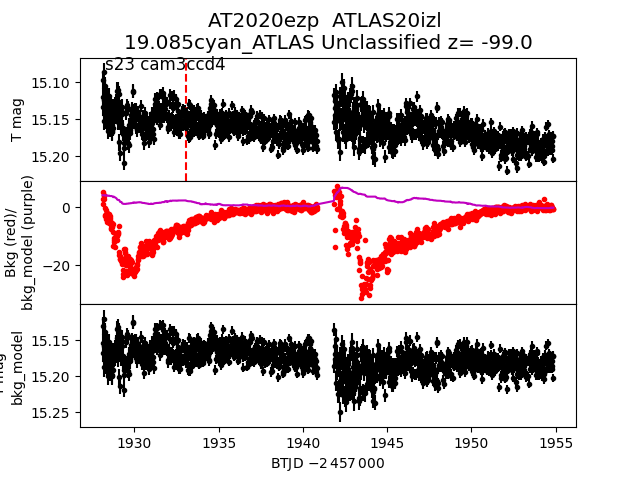 AT2020ezp  ATLAS20izl
19.085cyan_ATLAS Unclassified z= -99.0
s23 cam3ccd4
T mag
15.10
15.15
15.20
Bkg (red)/
bkg_model (purple)
0
−20
bkg_model
15.15
15.20
15.25
1930
1935
1940
1945
1950
1955
BTJD −2 457 000